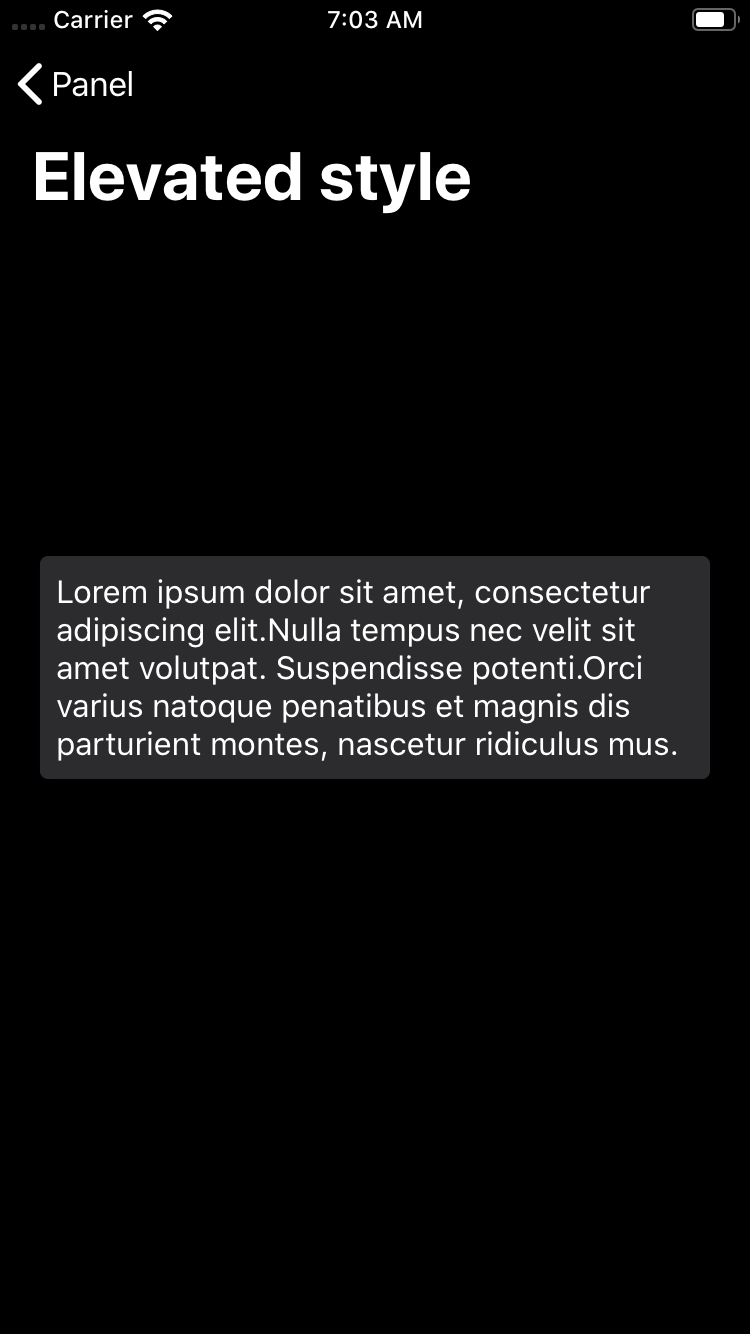 Carrier 7:03 AM
Panel
Elevated style
Lorem ipsum dolor sit amet, consectetur
adipiscing elit.Nulla tempus nec velit sit
amet volutpat. Suspendisse potenti.Orci
varius natoque penatibus et magnis dis
parturient montes, nascetur ridiculus mus.